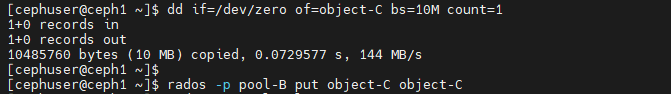 [cephuser@ceph1 ~]$ dd if=/dev/zero of=object-C bs=10M count=1
1+0 records in
1+0 records out
10485760 bytes (10 MB) copied, 0.0729577 s, 144 MB/s
[cephuser@ceph1 ~]$
[cephuser@ceph1 ~]$ rados -p pool-B put object-C object-C